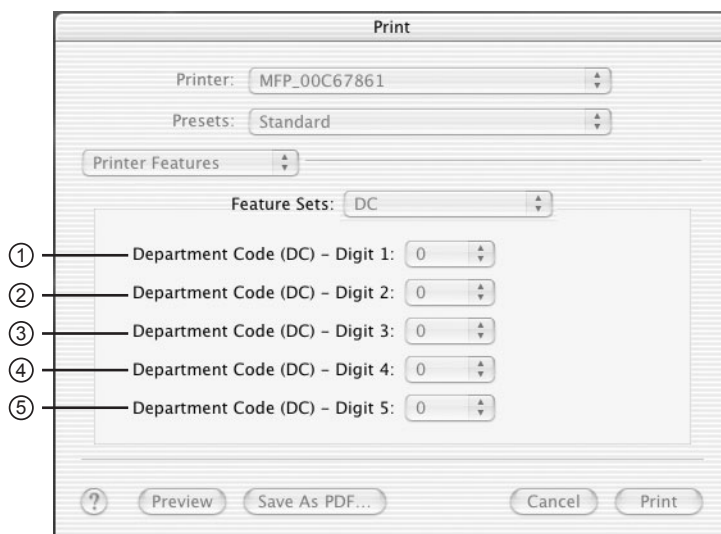 Print
Printer: MFP_00C67861
Presets: Standard
Printer Features
Feature Sets: DC
① Department Code (DC) – Digit 1: 0
② Department Code (DC) – Digit 2: 0
③ Department Code (DC) – Digit 3: 0
④ Department Code (DC) – Digit 4: 0
⑤ Department Code (DC) – Digit 5: 0
? Preview Save As PDF... Cancel Print